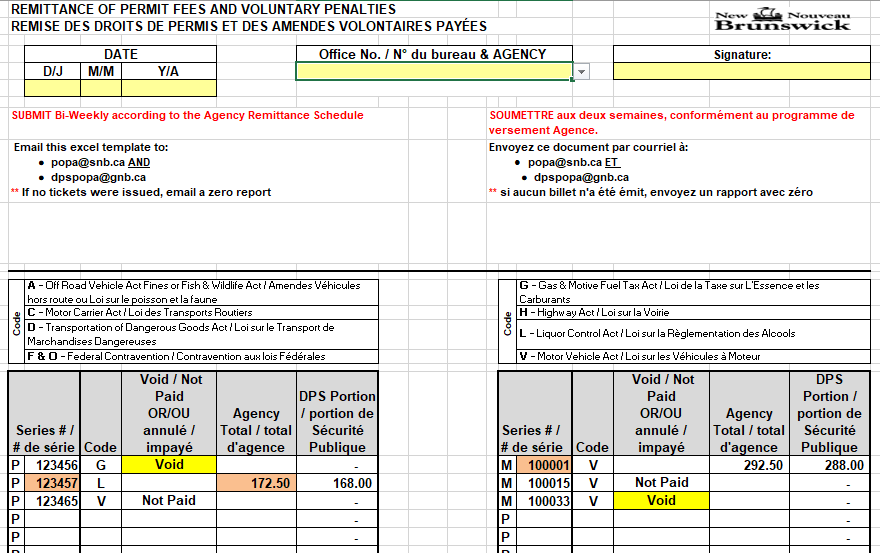 REMITTANCE OF PERMIT FEES AND VOLUNTARY PENALTIES
REMISE DES DROITS DE PERMIS ET DES AMENDES VOLONTAIRES PAYÉES
New Nouveau
Brunswick
DATE
D/J M/M Y/A
Office No. / N° du bureau & AGENCY
Signature:
SUBMIT Bi-Weekly according to the Agency Remittance Schedule
Email this excel template to:
• popa@snb.ca AND
• dpspopa@gnb.ca
** If no tickets were issued, email a zero report
SOUMETTRE aux deux semaines, conformément au programme de
versement Agence.
Envoyez ce document par courriel à:
• popa@snb.ca ET
• dpspopa@gnb.ca
** si aucun billet n'a été émit, envoyez un rapport avec zéro
Code
A - Off Road Vehicle Act Fines or Fish & Wildlife Act / Amendes Véhicules
hors route ou Loi sur le poisson et la faune
C - Motor Carrier Act / Loi des Transports Routiers
D - Transportation of Dangerous Goods Act / Loi sur le Transport de
Marchandises Dangereuses
F & O - Federal Contravention / Contravention aux lois Fédérales
Code
G - Gas & Motive Fuel Tax Act / Loi de la Taxe sur L'Essence et les
Carburants
H - Highway Act / Loi sur la Voirie
L - Liquor Control Act / Loi sur la Règlementation des Alcools
V - Motor Vehicle Act / Loi sur les Véhicules à Moteur
Series # /
# de série
Code
Void / Not
Paid
OR/OU
annulé /
impayé
Agency
Total / total
d'agence
DPS Portion
/ portion de
Sécurité
Publique
P 123456 G Void -
P 123457 L 172.50 168.00
P 123465 V Not Paid -
P -
P -
Series # /
# de série
Code
Void / Not
Paid
OR/OU
annulé /
impayé
Agency
Total / total
d'agence
DPS
Portion /
portion de
Sécurité
Publique
M 100001 V 292.50 288.00
M 100015 V Not Paid -
M 100033 V Void -
P -
P -